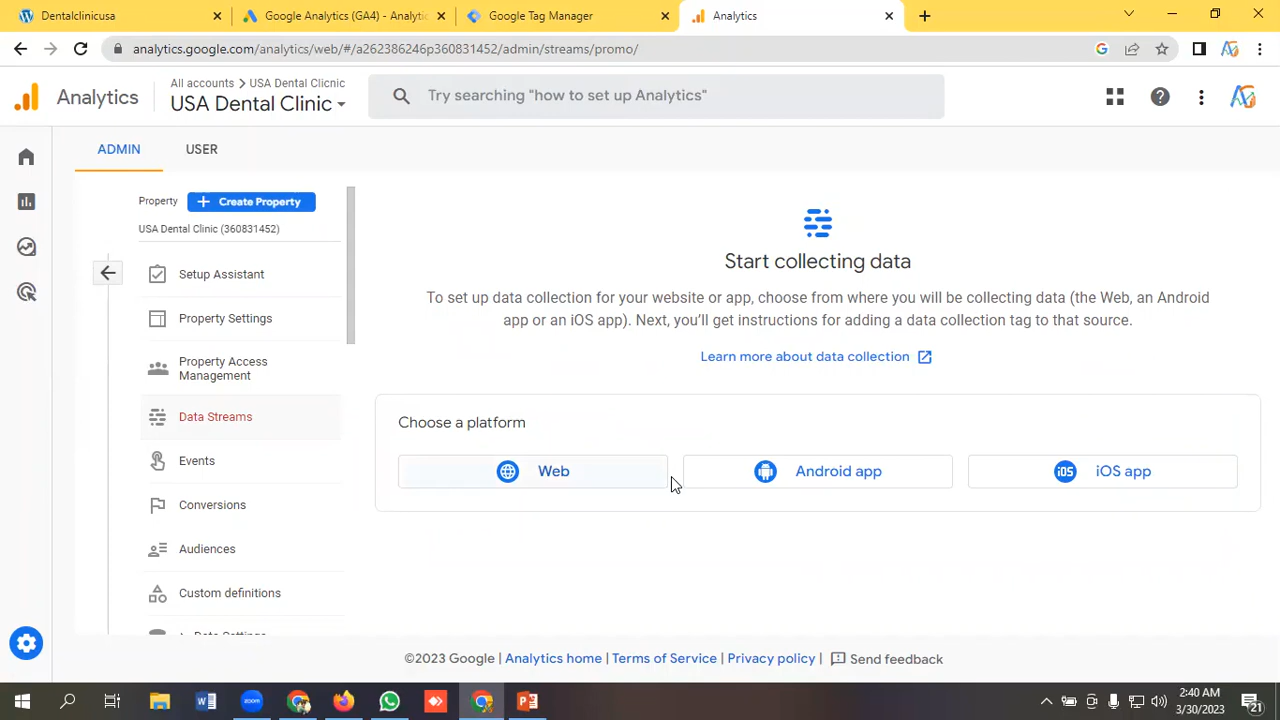 Dentalclinicusa
Google Analytics (GA4) - Analytic
Google Tag Manager
Analytics
analytics.google.com/analytics/web/#/a262386246p360831452/admin/streams/promo/
Analytics
All accounts > USA Dental Clicnic
USA Dental Clinic
Try searching "how to set up Analytics"
ADMIN
USER
Property
+ Create Property
USA Dental Clinic (360831452)
Setup Assistant
Property Settings
Property Access
Management
Data Streams
Events
Conversions
Audiences
Custom definitions
Start collecting data
To set up data collection for your website or app, choose from where you will be collecting data (the Web, an Android
app or an iOS app). Next, you'll get instructions for adding a data collection tag to that source.
Learn more about data collection
Choose a platform
Web
Android app
iOS iOS app
©2023 Google | Analytics home | Terms of Service | Privacy policy | Send feedback
zoom
2:40 AM
3/30/2023
21